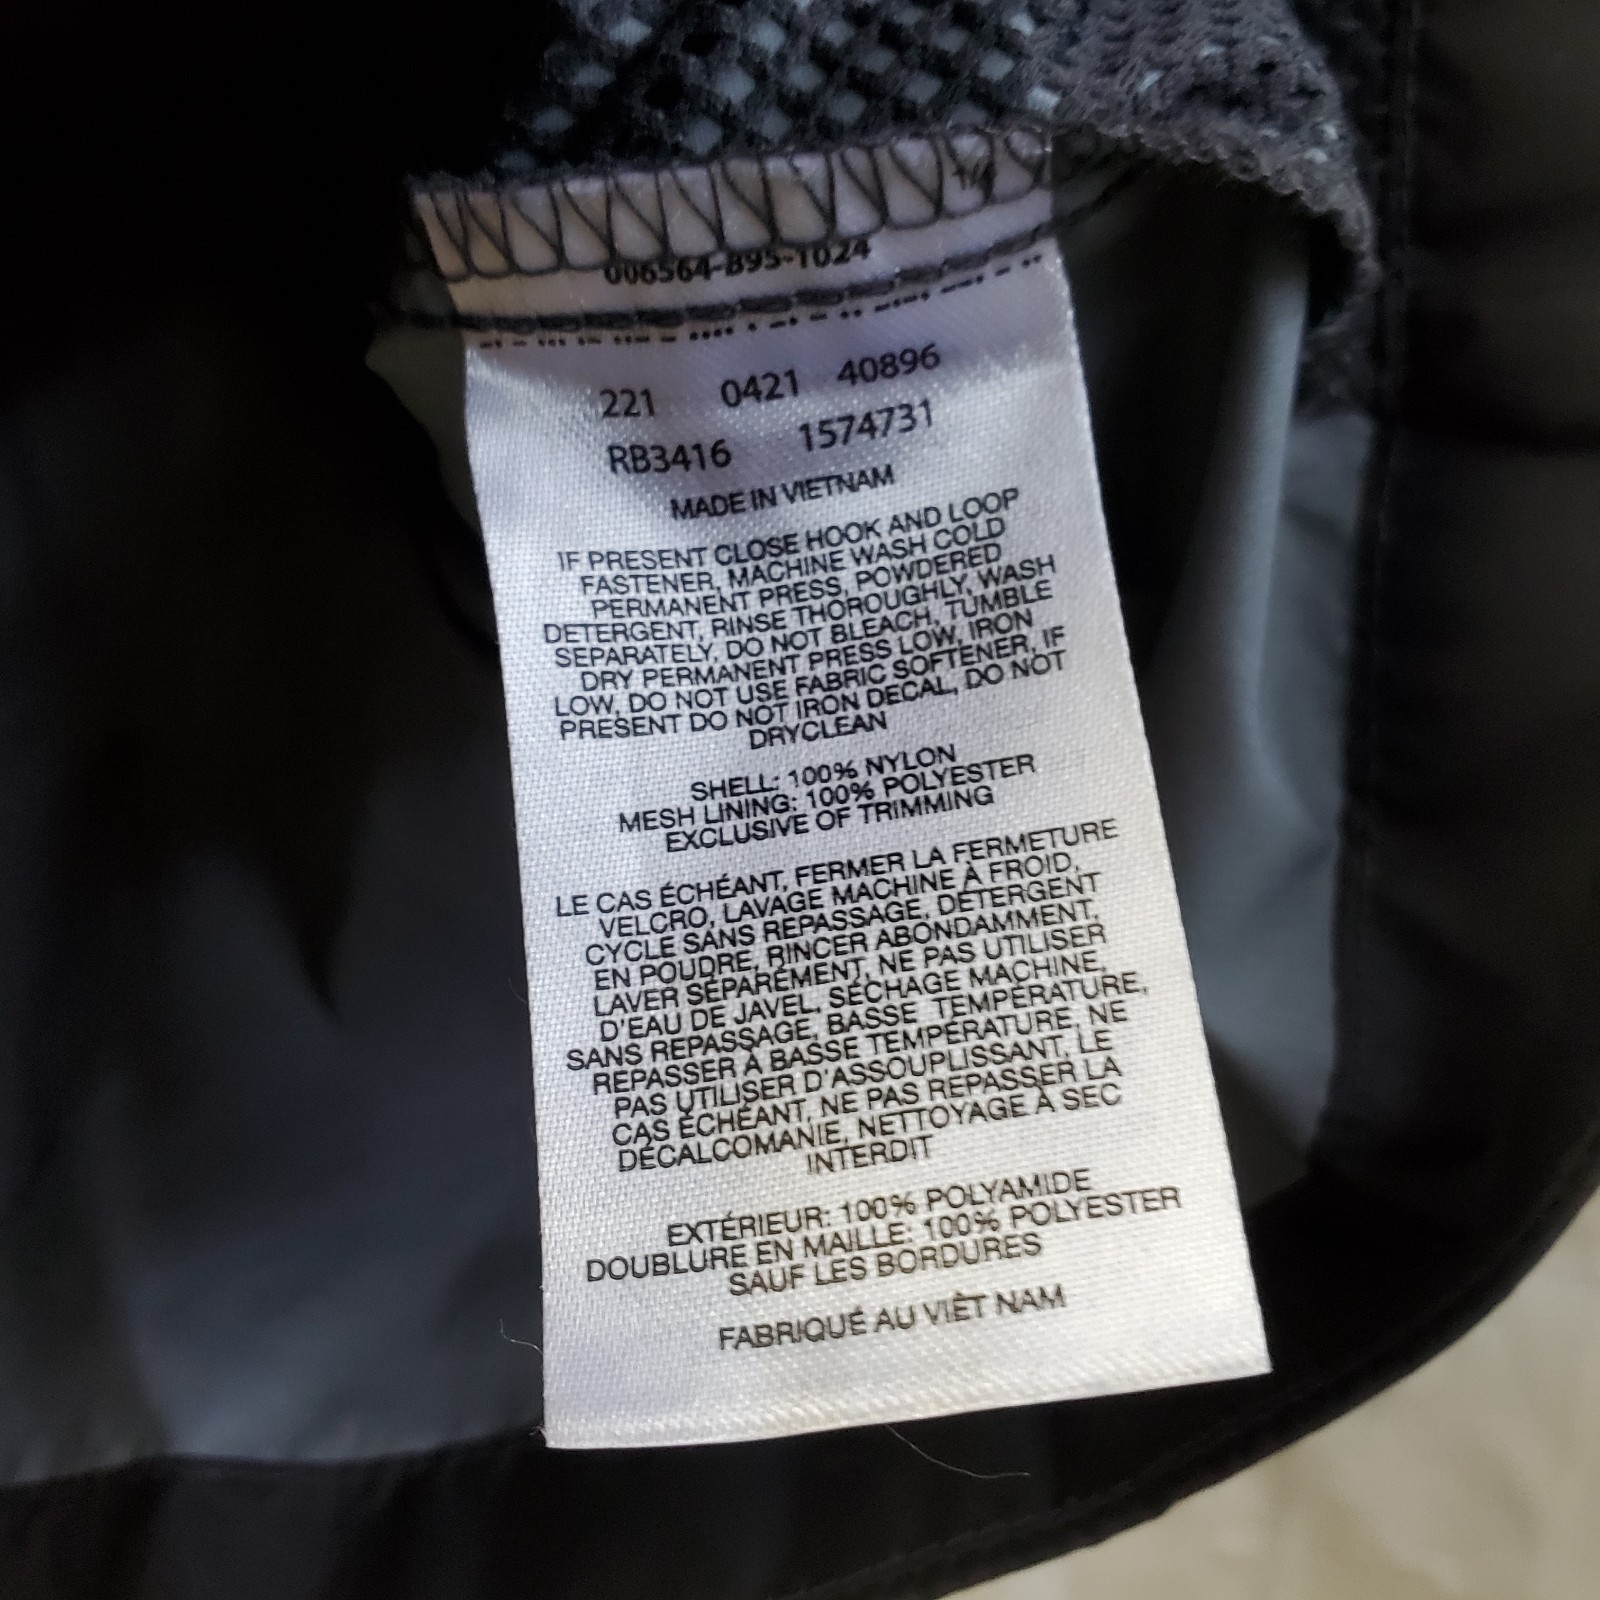 006564-B95-1024
221 0421 40896
RB3416 1574731
MADE IN VIETNAM
IF PRESENT CLOSE HOOK AND LOOP
FASTENER, MACHINE WASH COLD
PERMANENT PRESS, POWDERED
DETERGENT, RINSE THOROUGHLY, WASH
SEPARATELY, DO NOT BLEACH, TUMBLE
DRY PERMANENT PRESS LOW, IRON
LOW, DO NOT USE FABRIC SOFTENER, IF
PRESENT DO NOT IRON DECAL, DO NOT
DRYCLEAN
SHELL: 100% NYLON
MESH LINING: 100% POLYESTER
EXCLUSIVE OF TRIMMING
LE CAS ÉCHÉANT, FERMER LA FERMETURE
VELCRO, LAVAGE MACHINE À FROID,
CYCLE SANS REPASSAGE, DÉTERGENT
EN POUDRE, RINCER ABONDAMMENT,
LAVER SÉPARÉMENT, NE PAS UTILISER
D'EAU DE JAVEL, SÉCHAGE MACHINE,
SANS REPASSAGE, BASSE TEMPÉRATURE,
REPASSER À BASSE TEMPÉRATURE, NE
PAS UTILISER D'ASSOUPLISSANT, LE
CAS ÉCHÉANT, NE PAS REPASSER LA
DÉCALCOMANIE, NETTOYAGE À SEC
INTERDIT
EXTÉRIEUR: 100% POLYAMIDE
DOUBLURE EN MAILLE: 100% POLYESTER
SAUF LES BORDURES
FABRIQUÉ AU VIÊT NAM